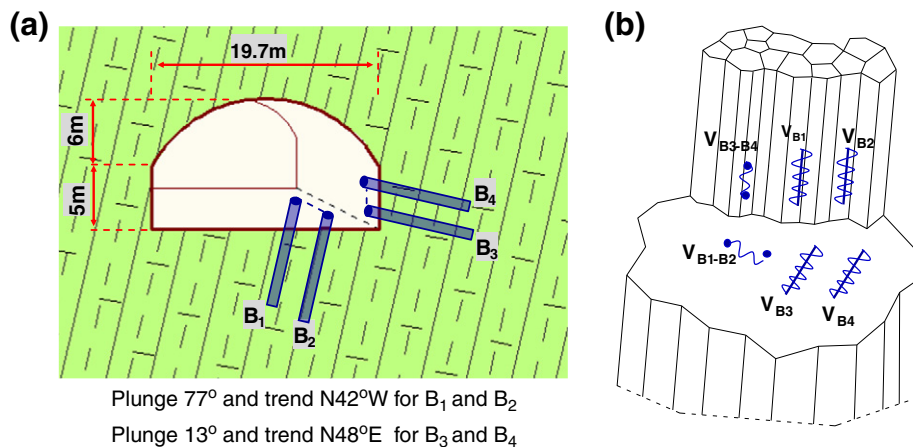 (a)
19.7m
6m
5m
B4
B3
B1
B2
Plunge 77º and trend N42ºW for B1 and B2
Plunge 13º and trend N48ºE for B3 and B4
(b)
VB3-B4
VB1
VB2
VB1-B2
VB3
VB4